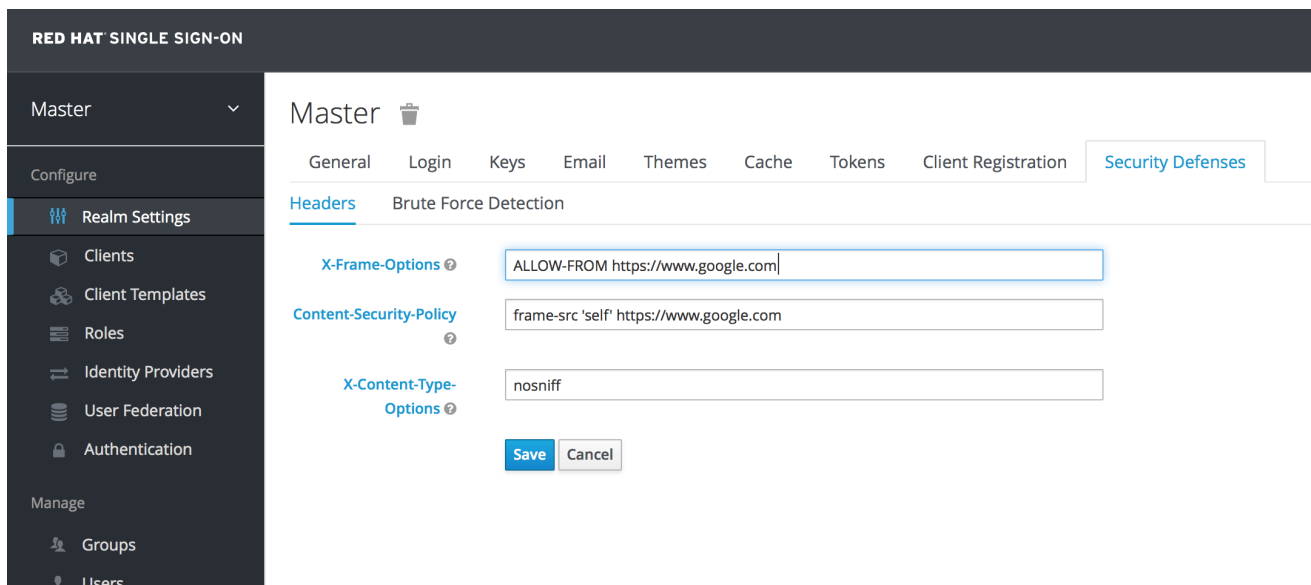 RED HAT SINGLE SIGN-ON
Master
Configure
Realm Settings
Clients
Client Templates
Roles
Identity Providers
User Federation
Authentication
Manage
Groups
Users
Master
General Login Keys Email Themes Cache Tokens Client Registration Security Defenses
Headers Brute Force Detection
X-Frame-Options ALLOW-FROM https://www.google.com
Content-Security-Policy frame-src 'self' https://www.google.com
X-Content-Type-
Options nosniff
Save Cancel